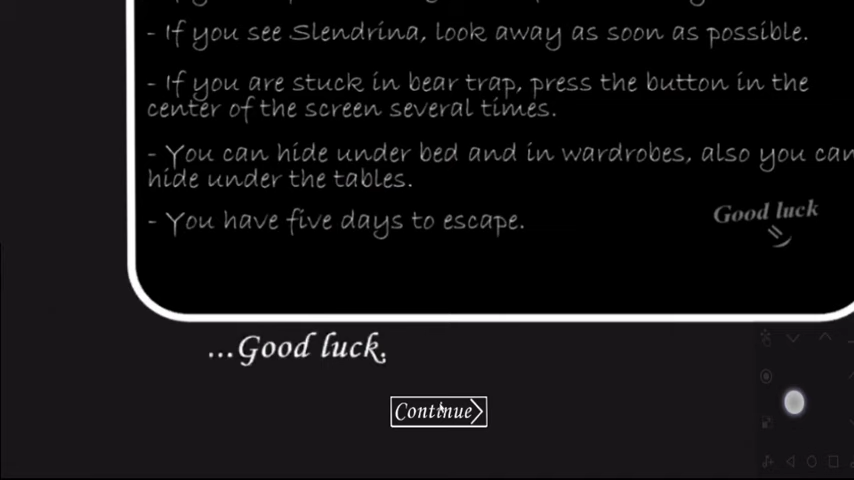 - If you see Slendrina, look away as soon as possible.
- If you are stuck in bear trap, press the button in the
center of the screen several times.
- You can hide under bed and in wardrobes, also you can
hide under the tables.
- You have five days to escape.
Good luck
=)
...Good luck.
Continue